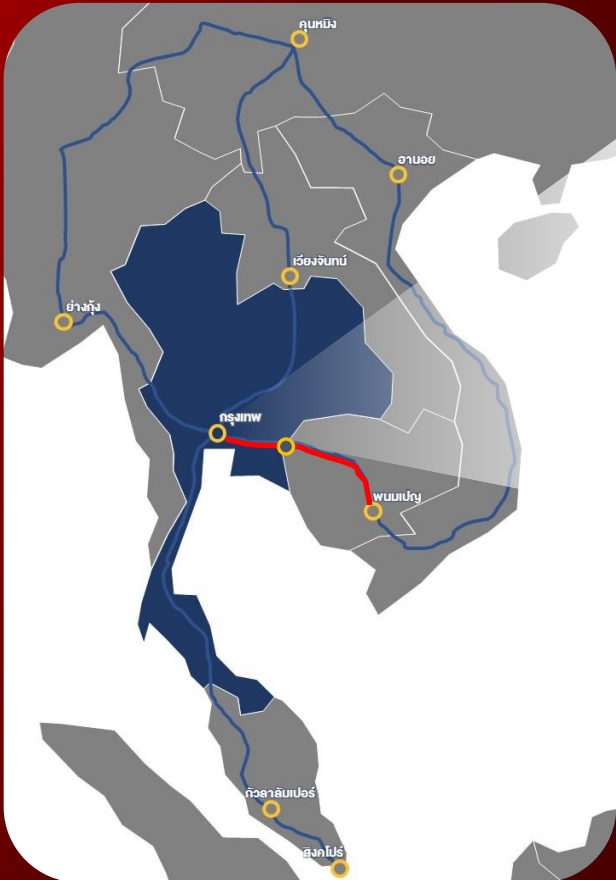 คุนหมิง
ฮานอย
เวียงจันทน์
ย่างกุ้ง
กรุงเทพ
พนมเปญ
กัวลาลัมเปอร์
สิงคโปร์